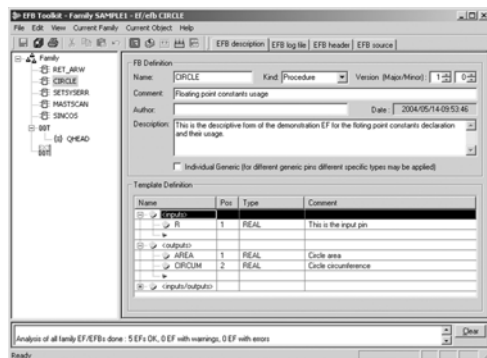 EFB Toolkit - Family SAMPLE1 - Ef/efb CIRCLE
File Edit View Current Family Current Object Help
EFB description EFB log file EFB header EFB source
Family
RET_ARW
CIRCLE
SETSYSERR
MASTSCAN
SINCOS
DDT
QHEAD
FB Definition
Name: CIRCLE Kind: Procedure Version (Major/Minor): 1 0
Comment: Floating point constants usage
Author: Date: 2004/05/14-09:53:46
Description: This is the descriptive form of the demonstration EF for the floting point constants declaration
and their usage.
Individual Generic (for different generic pins different specific types may be applied)
Template Definition
Name Pos Type Comment
<inputs>
R 1 REAL This is the input pin
<outputs>
AREA 1 REAL Circle area
CIRCUM 2 REAL Circle circumference
<inputs/outputs>
Analysis of all family EF/EFBs done : 5 EFs OK, 0 EF with warnings, 0 EF with errors
Clear
Ready